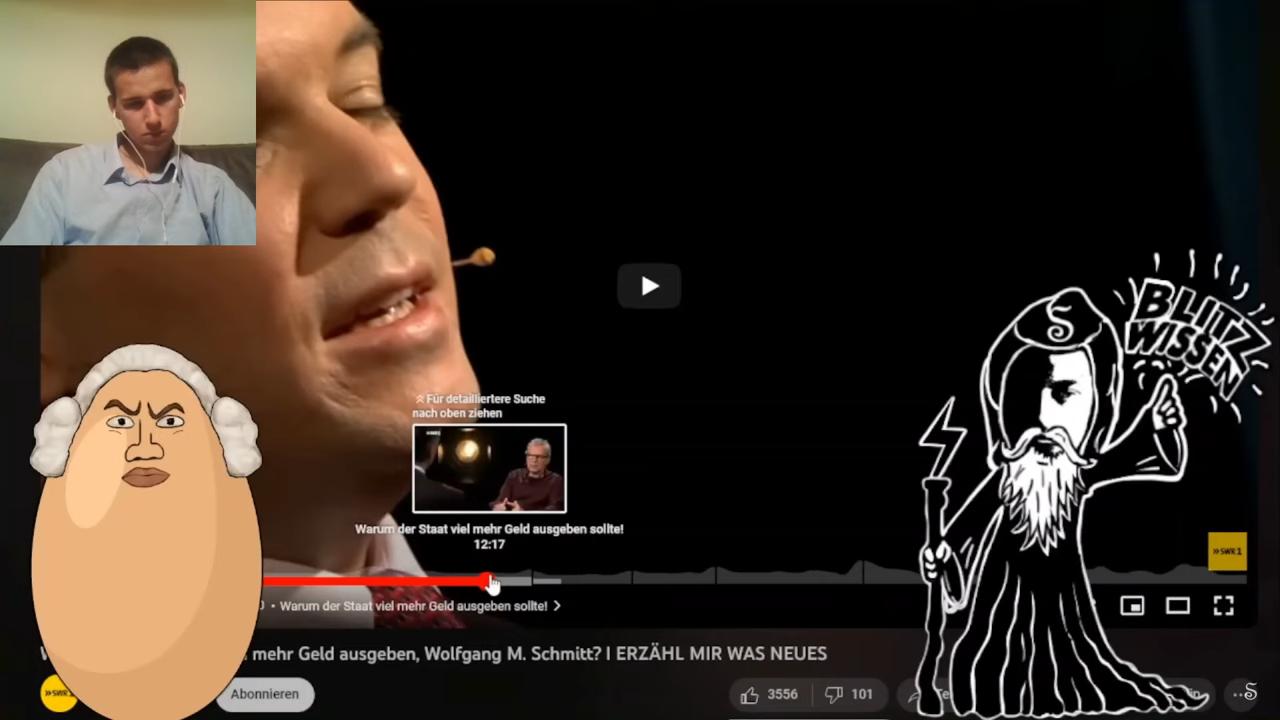 S
BLITZ
WISSEN
Für detailliertere Suche
nach oben ziehen
Warum der Staat viel mehr Geld ausgeben sollte!
12:17
»SWR1
• Warum der Staat viel mehr Geld ausgeben sollte!
mehr Geld ausgeben, Wolfgang M. Schmitt? I ERZÄHL MIR WAS NEUES
»SWR
Abonnieren
3556
101
S